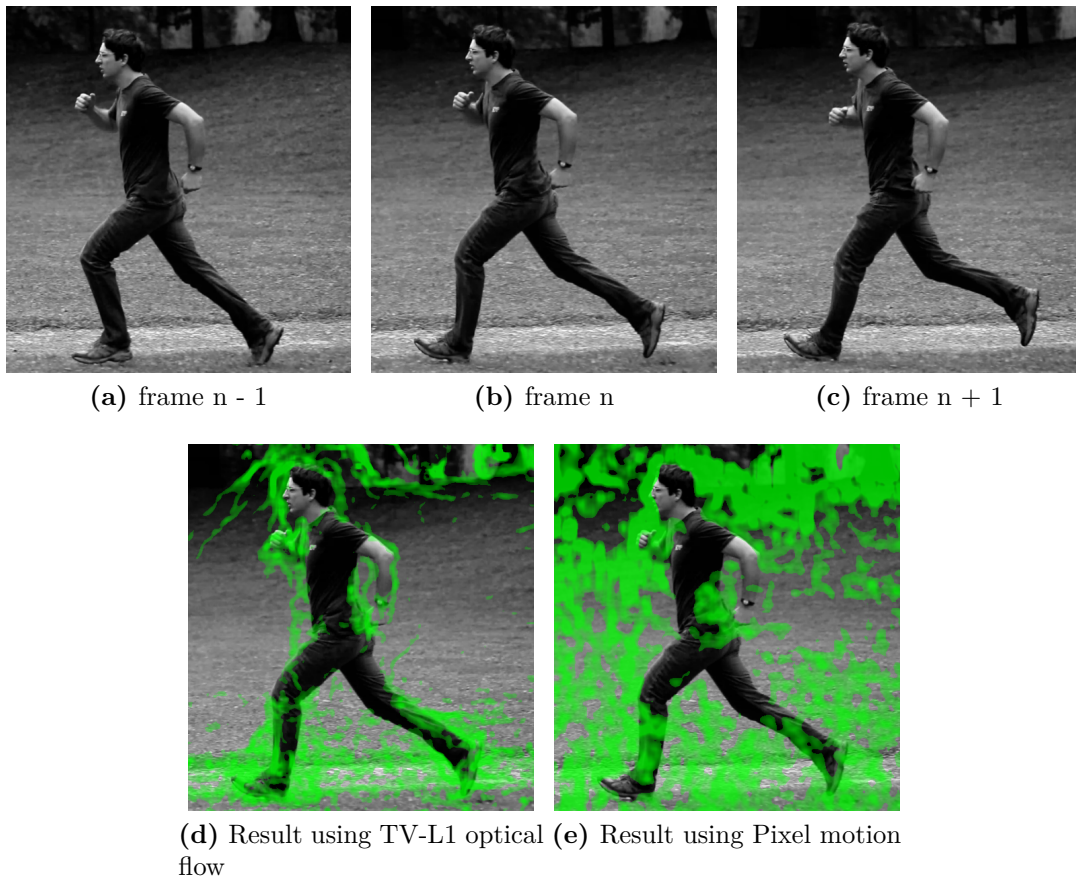 (a) frame n - 1
(b) frame n
(c) frame n + 1
(d) Result using TV-L1 optical flow
(e) Result using Pixel motion